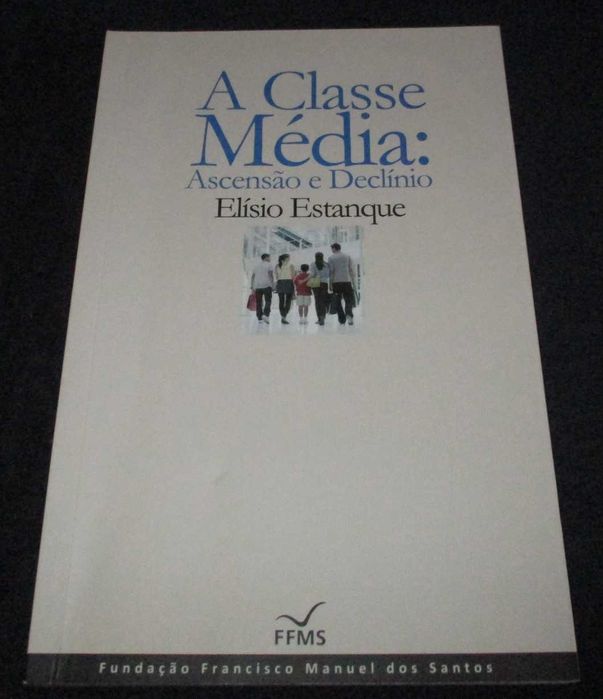 A Classe
Média:
Ascensão e Declínio
Elísio Estanque
FFMS
Fundação Francisco Manuel dos Santos